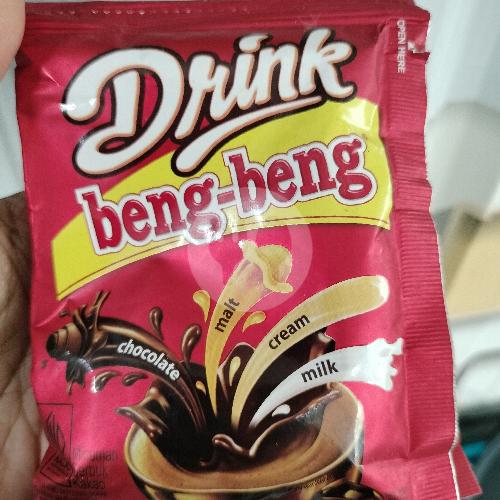 OPEN HERE
Drink
beng-beng
malt
cream
chocolate
milk